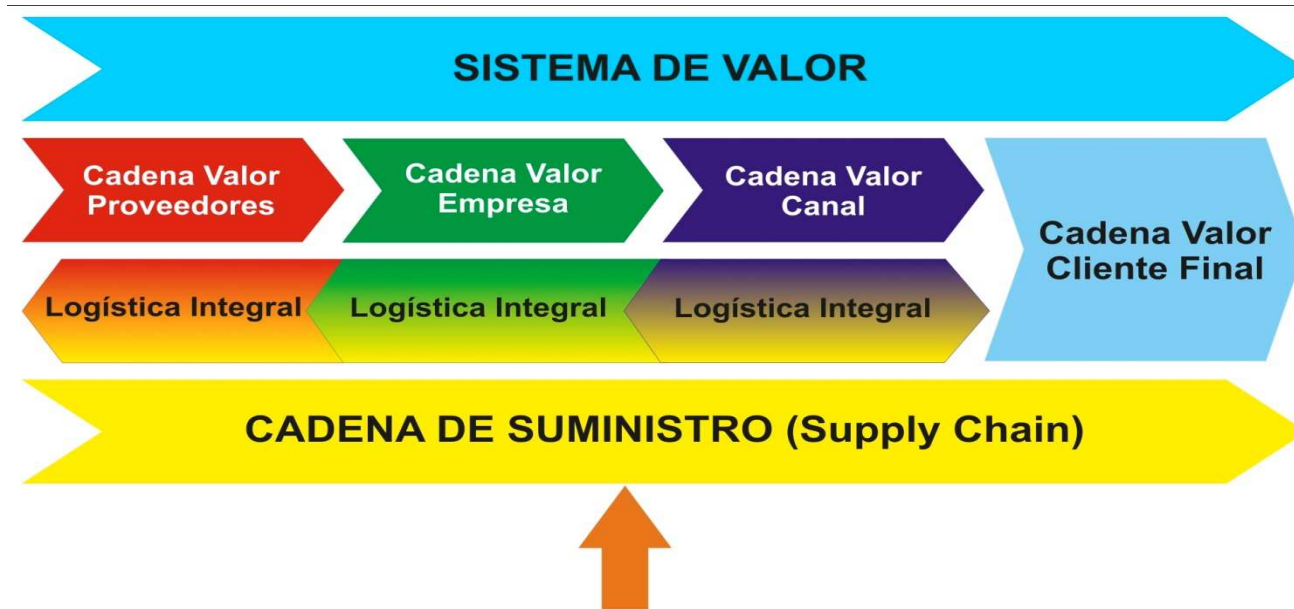 SISTEMA DE VALOR
Cadena Valor
Proveedores
Cadena Valor
Empresa
Cadena Valor
Canal
Cadena Valor
Cliente Final
Logística Integral
Logística Integral
Logística Integral
CADENA DE SUMINISTRO (Supply Chain)